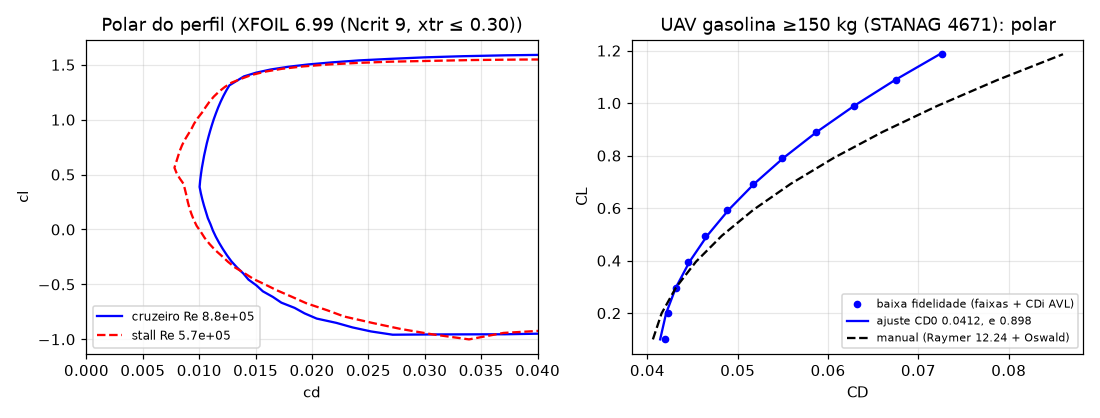 Polar do perfil (XFOIL 6.99 (Ncrit 9, xtr ≤ 0.30))
1.5
1.0
0.5
0.0
−0.5
−1.0
cl
cruzeiro Re 8.8e+05
stall Re 5.7e+05
0.000 0.005 0.010 0.015 0.020 0.025 0.030 0.035 0.040
cd
UAV gasolina ≥150 kg (STANAG 4671): polar
1.2
1.0
0.8
0.6
0.4
0.2
CL
baixa fidelidade (faixas + CDi AVL)
ajuste CD0 0.0412, e 0.898
manual (Raymer 12.24 + Oswald)
0.04 0.05 0.06 0.07 0.08
CD